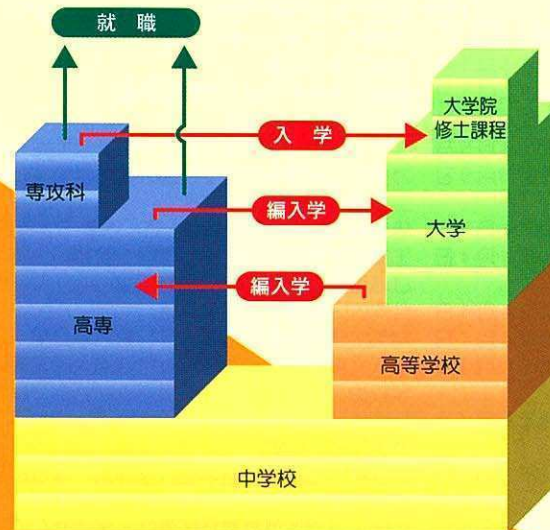 就 職
大学院
修士課程
入 学
専攻科
編入学
大学
編入学
高専
高等学校
中学校